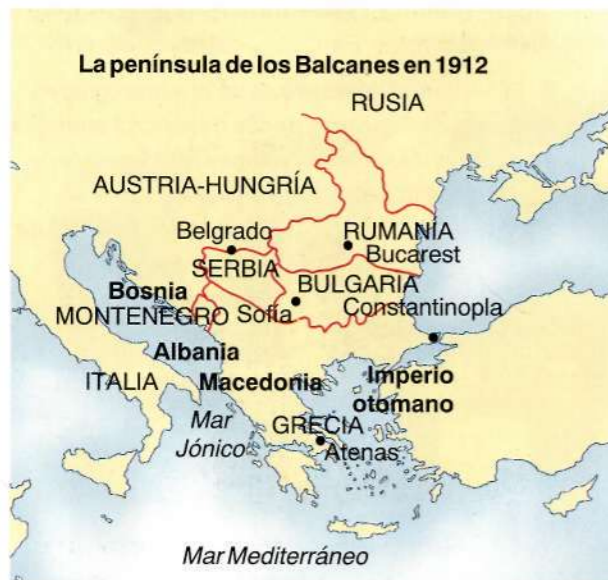 La península de los Balcanes en 1912
RUSIA
AUSTRIA-HUNGRÍA
Belgrado
RUMANÍA
Bucarest
SERBIA
BULGARIA
Bosnia
MONTENEGRO
Sofía
Constantinopla
Albania
ITALIA
Macedonia
Imperio
otomano
Mar
Jónico
GRECIA
Atenas
Mar Mediterráneo